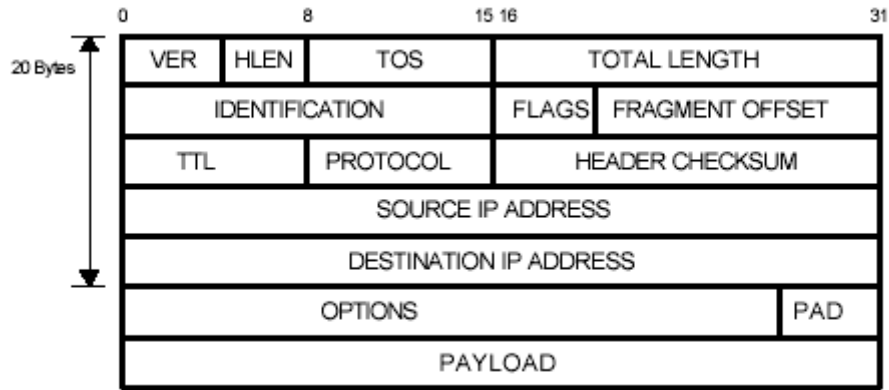 0 8 15 16 31
20 Bytes
VER HLEN TOS TOTAL LENGTH
IDENTIFICATION FLAGS FRAGMENT OFFSET
TTL PROTOCOL HEADER CHECKSUM
SOURCE IP ADDRESS
DESTINATION IP ADDRESS
OPTIONS PAD
PAYLOAD